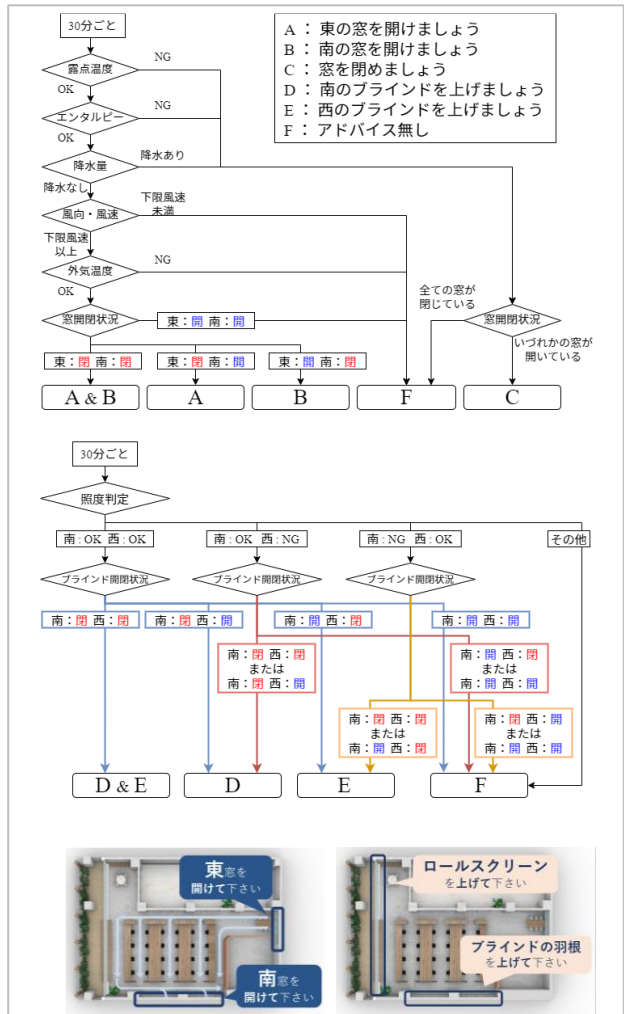 30分ごと
A： 東の窓を開けましょう
B： 南の窓を開けましょう
C： 窓を閉めましょう
D： 南のブラインドを上げましょう
E： 西のブラインドを上げましょう
F： アドバイス無し
露点温度
NG
OK
エンタルピー
NG
OK
降水量
降水あり
降水なし
風向・風速
下限風速
未満
下限風速
以上
外気温度
NG
OK
窓開閉状況
東：開 南：開
全ての窓が
閉じている
窓開閉状況
いづれかの窓が
開いている
東：閉 南：閉
東：閉 南：開
東：開 南：閉
A & B
A
B
F
C
30分ごと
照度判定
南：OK 西：OK
南：OK 西：NG
南：NG 西：OK
その他
ブラインド開閉状況
ブラインド開閉状況
ブラインド開閉状況
南：閉 西：閉
南：閉 西：開
南：開 西：閉
南：開 西：開
南：閉 西：閉
または
南：閉 西：開
南：開 西：閉
または
南：開 西：開
南：閉 西：閉
または
南：開 西：閉
南：閉 西：開
または
南：開 西：開
D & E
D
E
F
東窓を
開けて下さい
南窓を
開けて下さい
ロールスクリーン
を上げて下さい
ブラインドの羽根
を上げて下さい